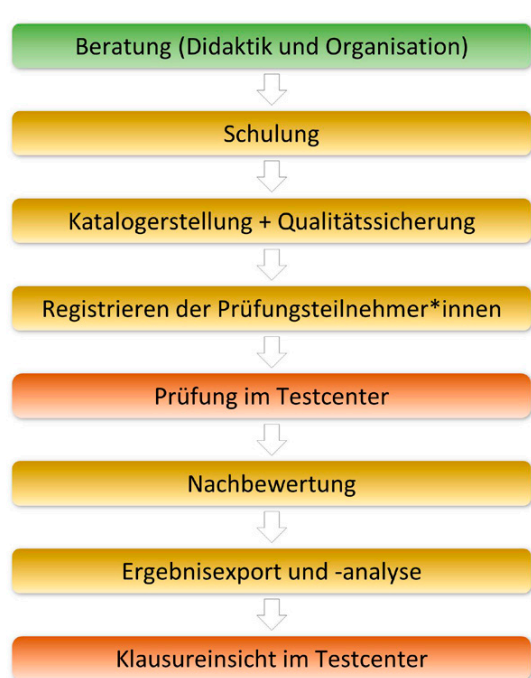 Beratung (Didaktik und Organisation)
Schulung
Katalogerstellung + Qualitätssicherung
Registrieren der Prüfungsteilnehmer*innen
Prüfung im Testcenter
Nachbewertung
Ergebnisexport und -analyse
Klausureinsicht im Testcenter